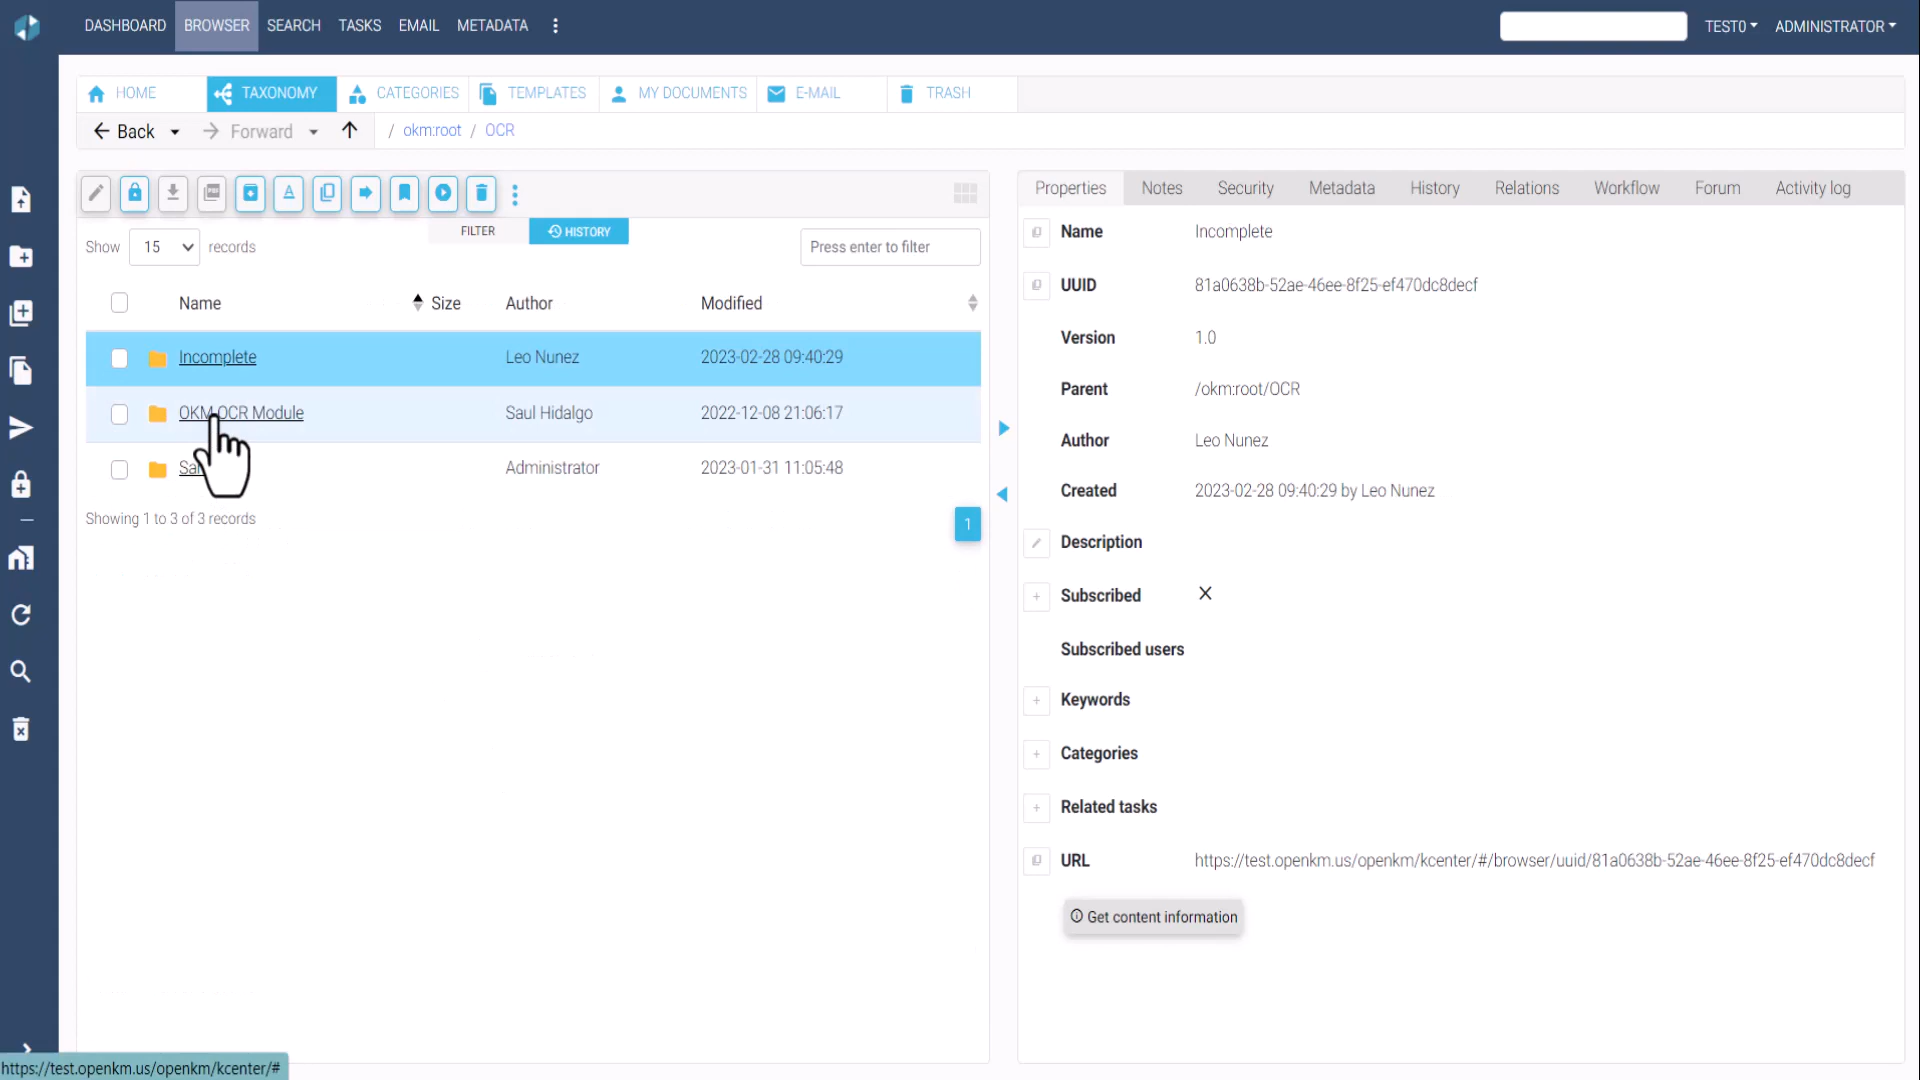 DASHBOARD BROWSER SEARCH TASKS EMAIL METADATA TEST0 ADMINISTRATOR
HOME TAXONOMY CATEGORIES TEMPLATES MY DOCUMENTS E-MAIL TRASH
Back Forward / okm:root / OCR
Properties Notes Security Metadata History Relations Workflow Forum Activity log
FILTER HISTORY
Show 15 records Press enter to filter
Name Size Author Modified
Incomplete Leo Nunez 2023-02-28 09:40:29
OKM OCR Module Saul Hidalgo 2022-12-08 21:06:17
Administrator 2023-01-31 11:05:48
Showing 1 to 3 of 3 records
1
Name Incomplete
UUID 81a0638b-52ae-46ee-8f25-ef470dc8decf
Version 1.0
Parent /okm:root/OCR
Author Leo Nunez
Created 2023-02-28 09:40:29 by Leo Nunez
Description
Subscribed
Subscribed users
Keywords
Categories
Related tasks
URL https://test.openkm.us/openkm/kcenter/#/browser/uuid/81a0638b-52ae-46ee-8f25-ef470dc8decf
Get content information
https://test.openkm.us/openkm/kcenter/#